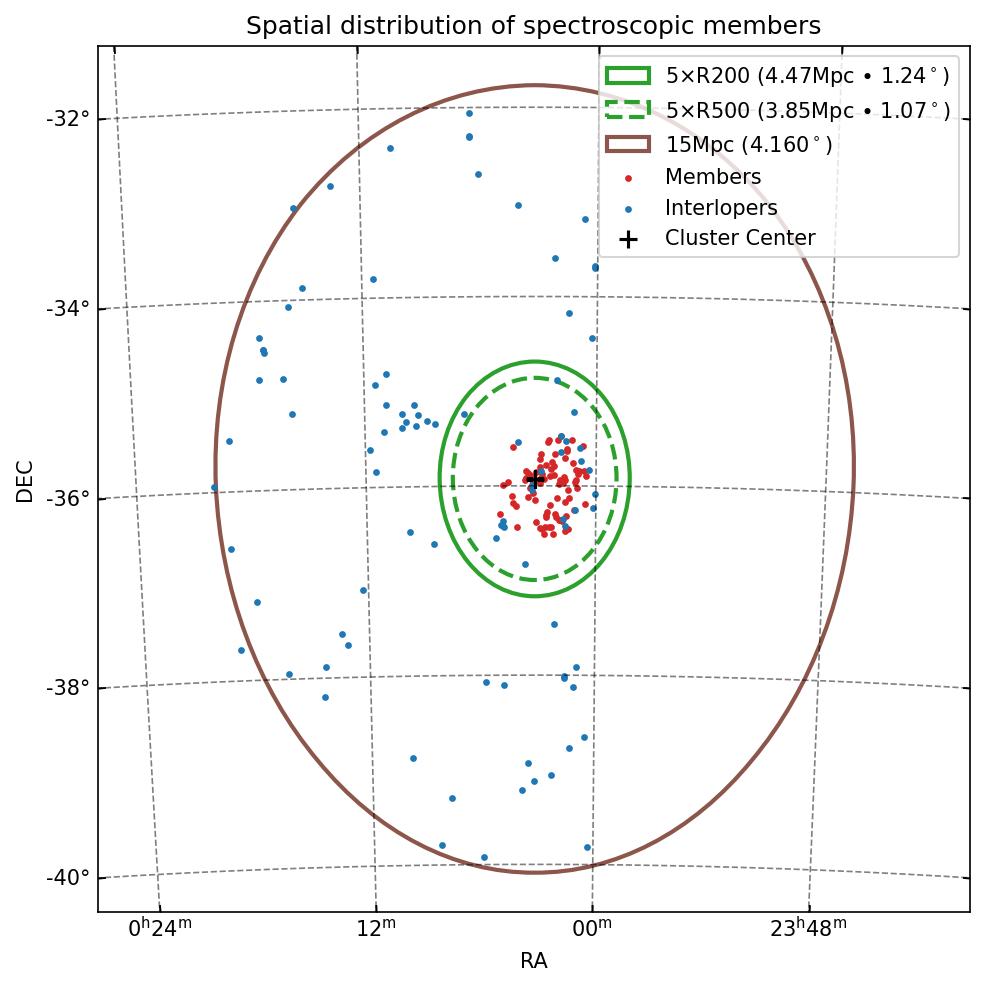 Spatial distribution of spectroscopic members
5×R200 (4.47Mpc • 1.24°)
5×R500 (3.85Mpc • 1.07°)
15Mpc (4.160°)
Members
Interlopers
Cluster Center
-32°
-34°
-36°
-38°
-40°
DEC
0ʰ24ᵐ 12ᵐ 00ᵐ 23ʰ48ᵐ
RA